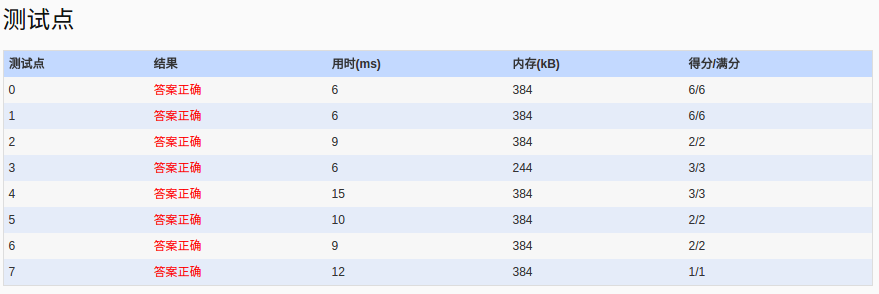 测试点
测试点 结果 用时(ms) 内存(kB) 得分/满分
0 答案正确 6 384 6/6
1 答案正确 6 384 6/6
2 答案正确 9 384 2/2
3 答案正确 6 244 3/3
4 答案正确 15 384 3/3
5 答案正确 10 384 2/2
6 答案正确 9 384 2/2
7 答案正确 12 384 1/1